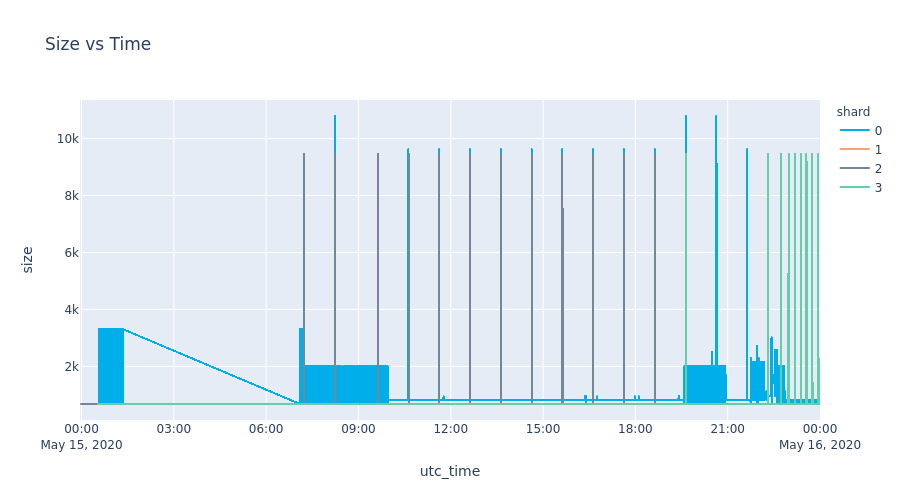 Size vs Time
shard
0
1
2
3
10k
8k
6k
4k
2k
size
00:00 03:00 06:00 09:00 12:00 15:00 18:00 21:00 00:00
May 15, 2020 May 16, 2020
utc_time